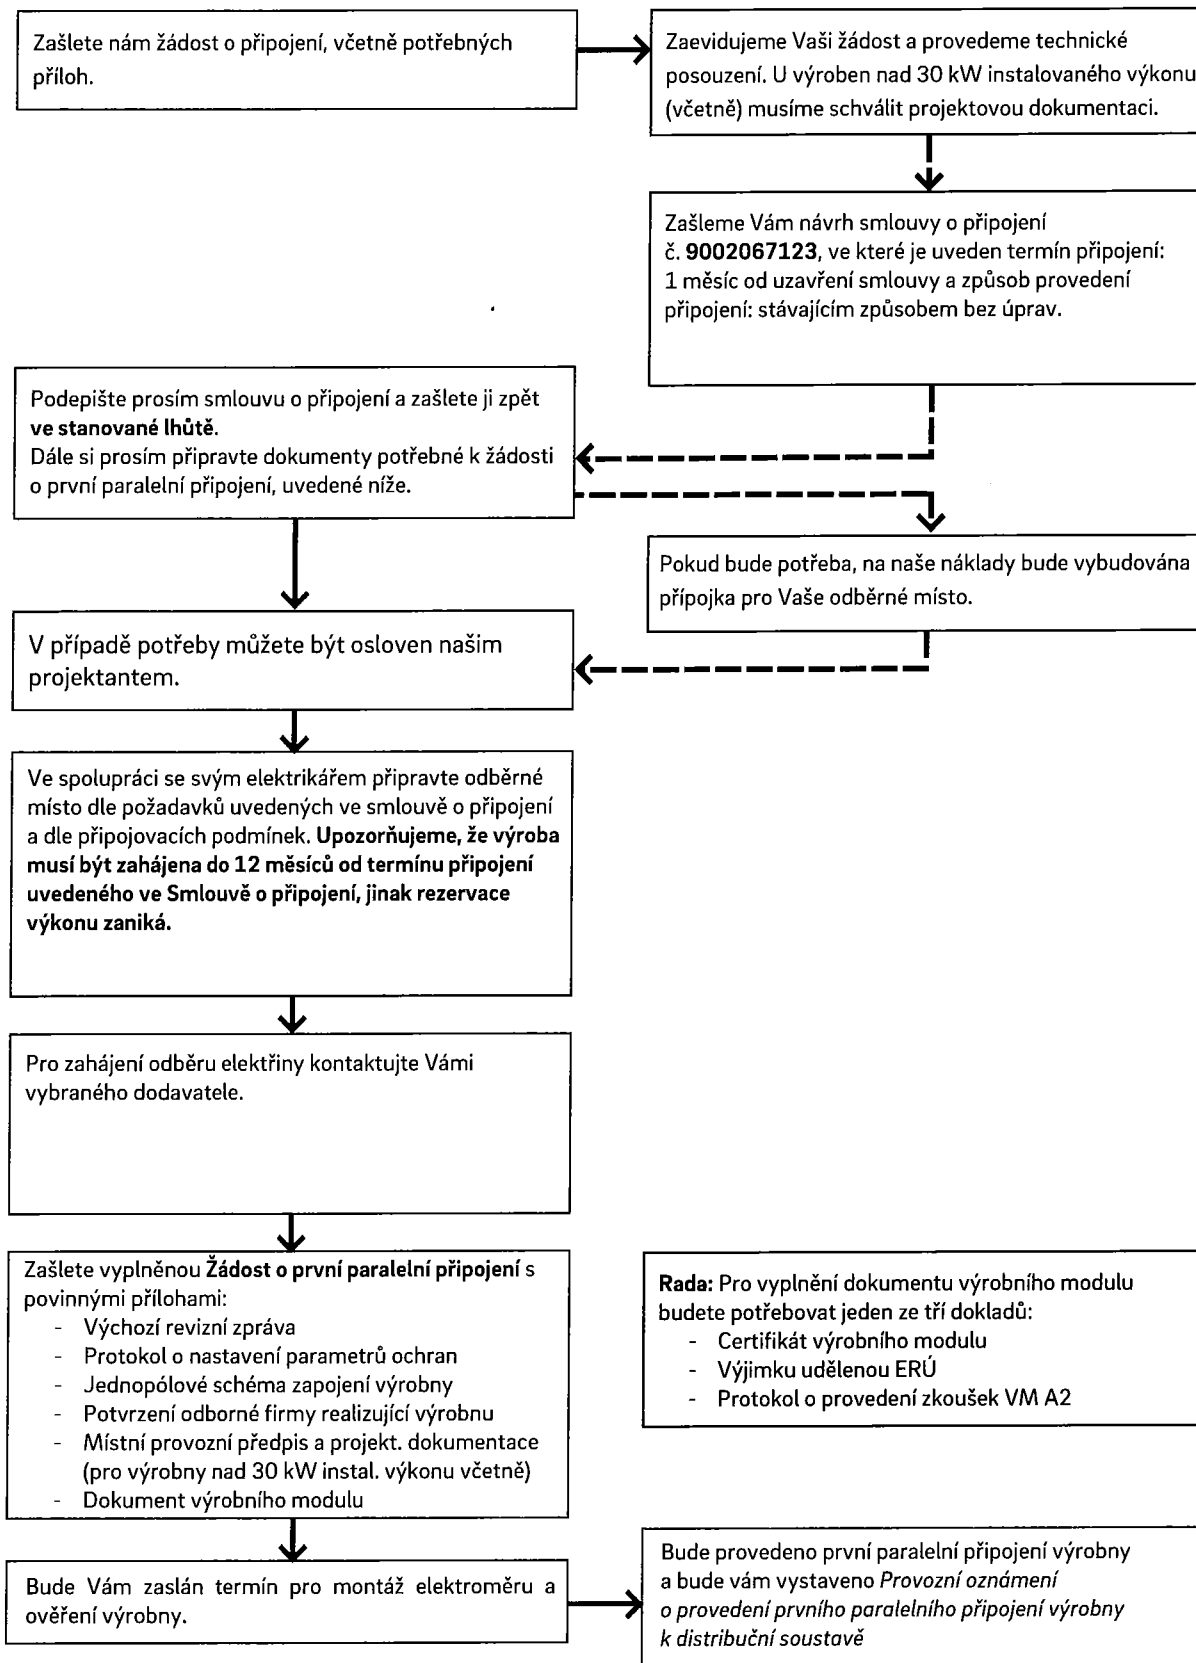 Zašlete nám žádost o připojení, včetně potřebných
příloh.
Zaevidujeme Vaši žádost a provedeme technické
posouzení. U výroben nad 30 kW instalovaného výkonu
(včetně) musíme schválit projektovou dokumentaci.
Zašleme Vám návrh smlouvy o připojení
č. 9002067123, ve které je uveden termín připojení:
1 měsíc od uzavření smlouvy a způsob provedení
připojení: stávajícím způsobem bez úprav.
Podepište prosím smlouvu o připojení a zašlete ji zpět
ve stanované lhůtě.
Dále si prosím připravte dokumenty potřebné k žádosti
o první paralelní připojení, uvedené níže.
Pokud bude potřeba, na naše náklady bude vybudována
přípojka pro Vaše odběrné místo.
V případě potřeby můžete být osloven našim
projektantem.
Ve spolupráci se svým elektrikářem připravte odběrné
místo dle požadavků uvedených ve smlouvě o připojení
a dle připojovacích podmínek. Upozorňujeme, že výroba
musí být zahájena do 12 měsíců od termínu připojení
uvedeného ve Smlouvě o připojení, jinak rezervace
výkonu zaniká.
Pro zahájení odběru elektřiny kontaktujte Vámi
vybraného dodavatele.
Zašlete vyplněnou Žádost o první paralelní připojení s
povinnými přílohami:
- Výchozí revizní zpráva
- Protokol o nastavení parametrů ochran
- Jednopólové schéma zapojení výrobny
- Potvrzení odborné firmy realizující výrobnu
- Místní provozní předpis a projekt. dokumentace
(pro výrobny nad 30 kW instal. výkonu včetně)
- Dokument výrobního modulu
Rada: Pro vyplnění dokumentu výrobního modulu
budete potřebovat jeden ze tří dokladů:
- Certifikát výrobního modulu
- Výjimku udělenou ERÚ
- Protokol o provedení zkoušek VM A2
Bude Vám zaslán termín pro montáž elektroměru a
ověření výrobny.
Bude provedeno první paralelní připojení výrobny
a bude vám vystaveno Provozní oznámení
o provedení prvního paralelního připojení výrobny
k distribuční soustavě